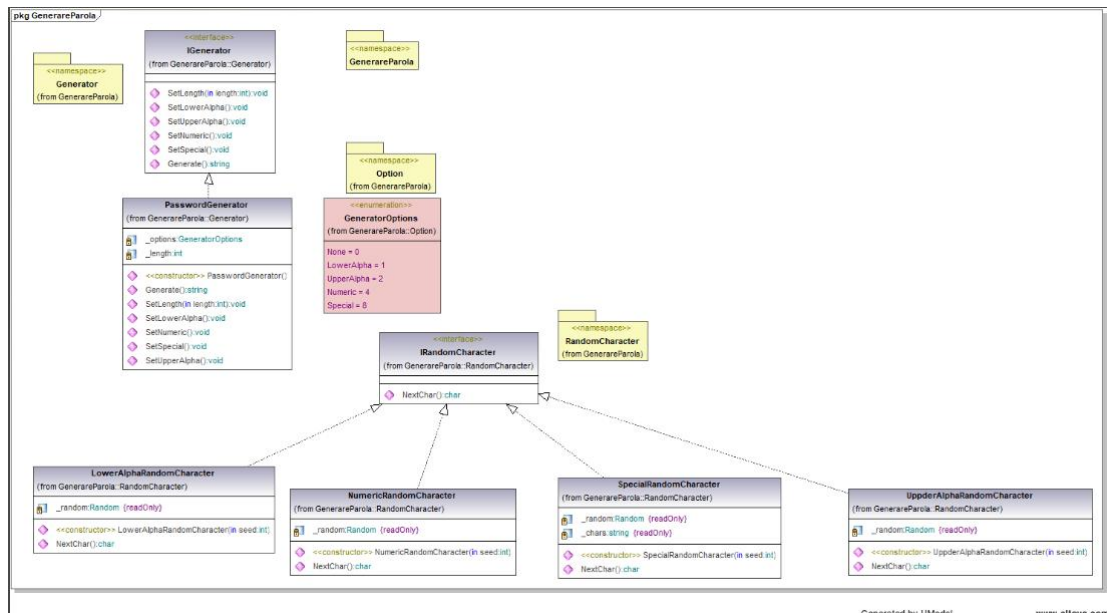 pkg GenerareParola
<<interface>>
IGenerator
(from GenerareParola::Generator)
SetLength(in length:int):void
SetLowerAlpha():void
SetUpperAlpha():void
SetNumeric():void
SetSpecial():void
Generate():string
<<namespace>>
Generator
(from GenerareParola)
<<namespace>>
GenerareParola
<<namespace>>
Option
(from GenerareParola)
PasswordGenerator
(from GenerareParola::Generator)
_options:GeneratorOptions
_length:int
<<constructor>> PasswordGenerator()
Generate():string
SetLength(in length:int):void
SetLowerAlpha():void
SetNumeric():void
SetSpecial():void
SetUpperAlpha():void
<<enumeration>>
GeneratorOptions
(from GenerareParola::Option)
None = 0
LowerAlpha = 1
UpperAlpha = 2
Numeric = 4
Special = 8
<<interface>>
IRandomCharacter
(from GenerareParola::RandomCharacter)
NextChar():char
<<namespace>>
RandomCharacter
(from GenerareParola)
LowerAlphaRandomCharacter
(from GenerareParola::RandomCharacter)
_random:Random {readOnly}
<<constructor>> LowerAlphaRandomCharacter(in seed:int)
NextChar():char
NumericRandomCharacter
(from GenerareParola::RandomCharacter)
_random:Random {readOnly}
<<constructor>> NumericRandomCharacter(in seed:int)
NextChar():char
SpecialRandomCharacter
(from GenerareParola::RandomCharacter)
_random:Random {readOnly}
_chars:string {readOnly}
<<constructor>> SpecialRandomCharacter(in seed:int)
NextChar():char
UppderAlphaRandomCharacter
(from GenerareParola::RandomCharacter)
_random:Random {readOnly}
<<constructor>> UppderAlphaRandomCharacter(in seed:int)
NextChar():char
Generated by UModel